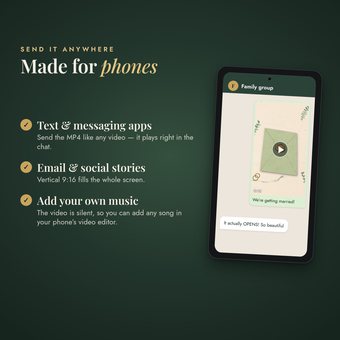 SEND IT ANYWHERE
Made for phones
Text & messaging apps
Send the MP4 like any video — it plays right in the
chat.
Email & social stories
Vertical 9:16 fills the whole screen.
Add your own music
The video is silent, so you can add any song in
your phone's video editor.
F Family group
We're getting married!
It actually OPENS! So beautiful